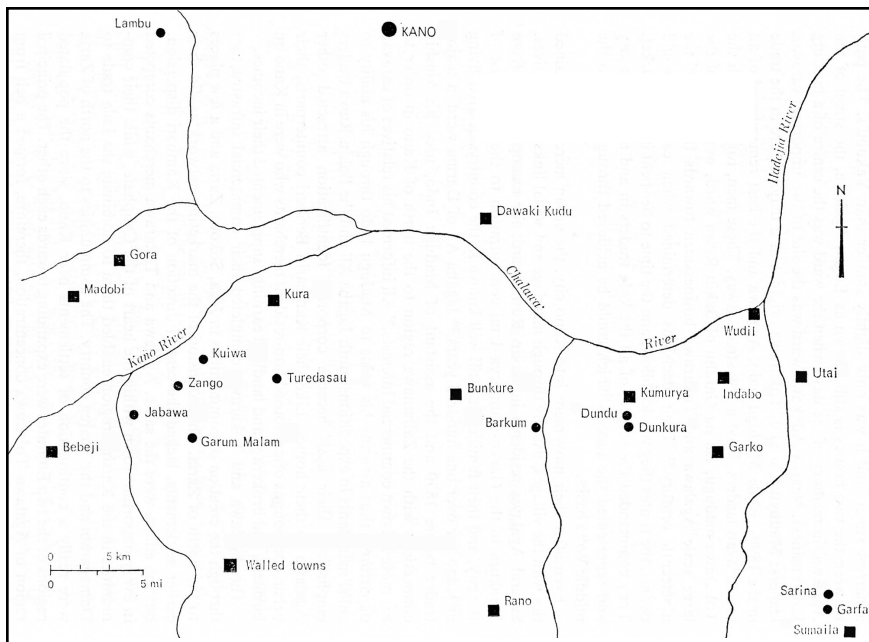 Lambu
KANO
Hadejia River
N
Dawaki Kudu
Gora
Madobi
Kura
Chalawa
River
Wudil
Kano River
Kuiwa
Zango
Turedasau
Utai
Indabo
Bunkure
Kumurya
Jabawa
Dundu
Barkum
Dunkura
Garum Malam
Bebeji
Garko
0 5 km
0 5 mi
Walled towns
Sarina
Rano
Garfa
Sumaila